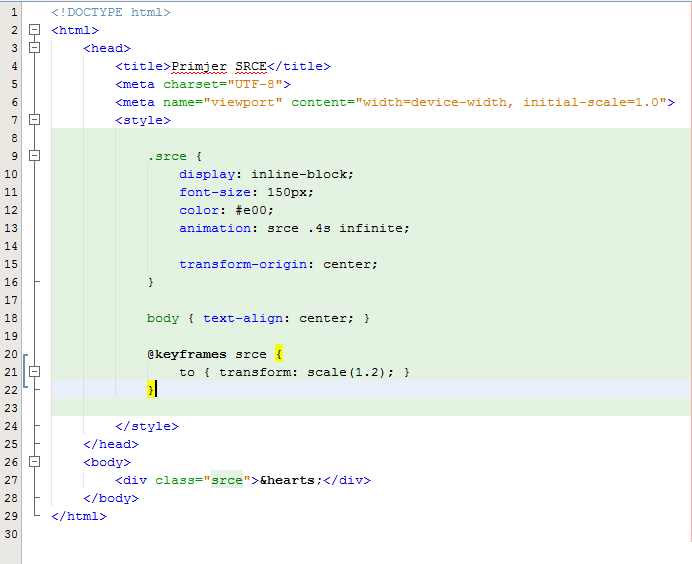 1 <!DOCTYPE html>
2 <html>
3 <head>
4 <title>Primjer SRCE</title>
5 <meta charset="UTF-8">
6 <meta name="viewport" content="width=device-width, initial-scale=1.0">
7 <style>
8
9 .srce {
10 display: inline-block;
11 font-size: 150px;
12 color: #e00;
13 animation: srce .4s infinite;
14
15 transform-origin: center;
16 }
17
18 body { text-align: center; }
19
20 @keyframes srce {
21 to { transform: scale(1.2); }
22 }
23
24 </style>
25 </head>
26 <body>
27 <div class="srce">&hearts;</div>
28 </body>
29 </html>
30